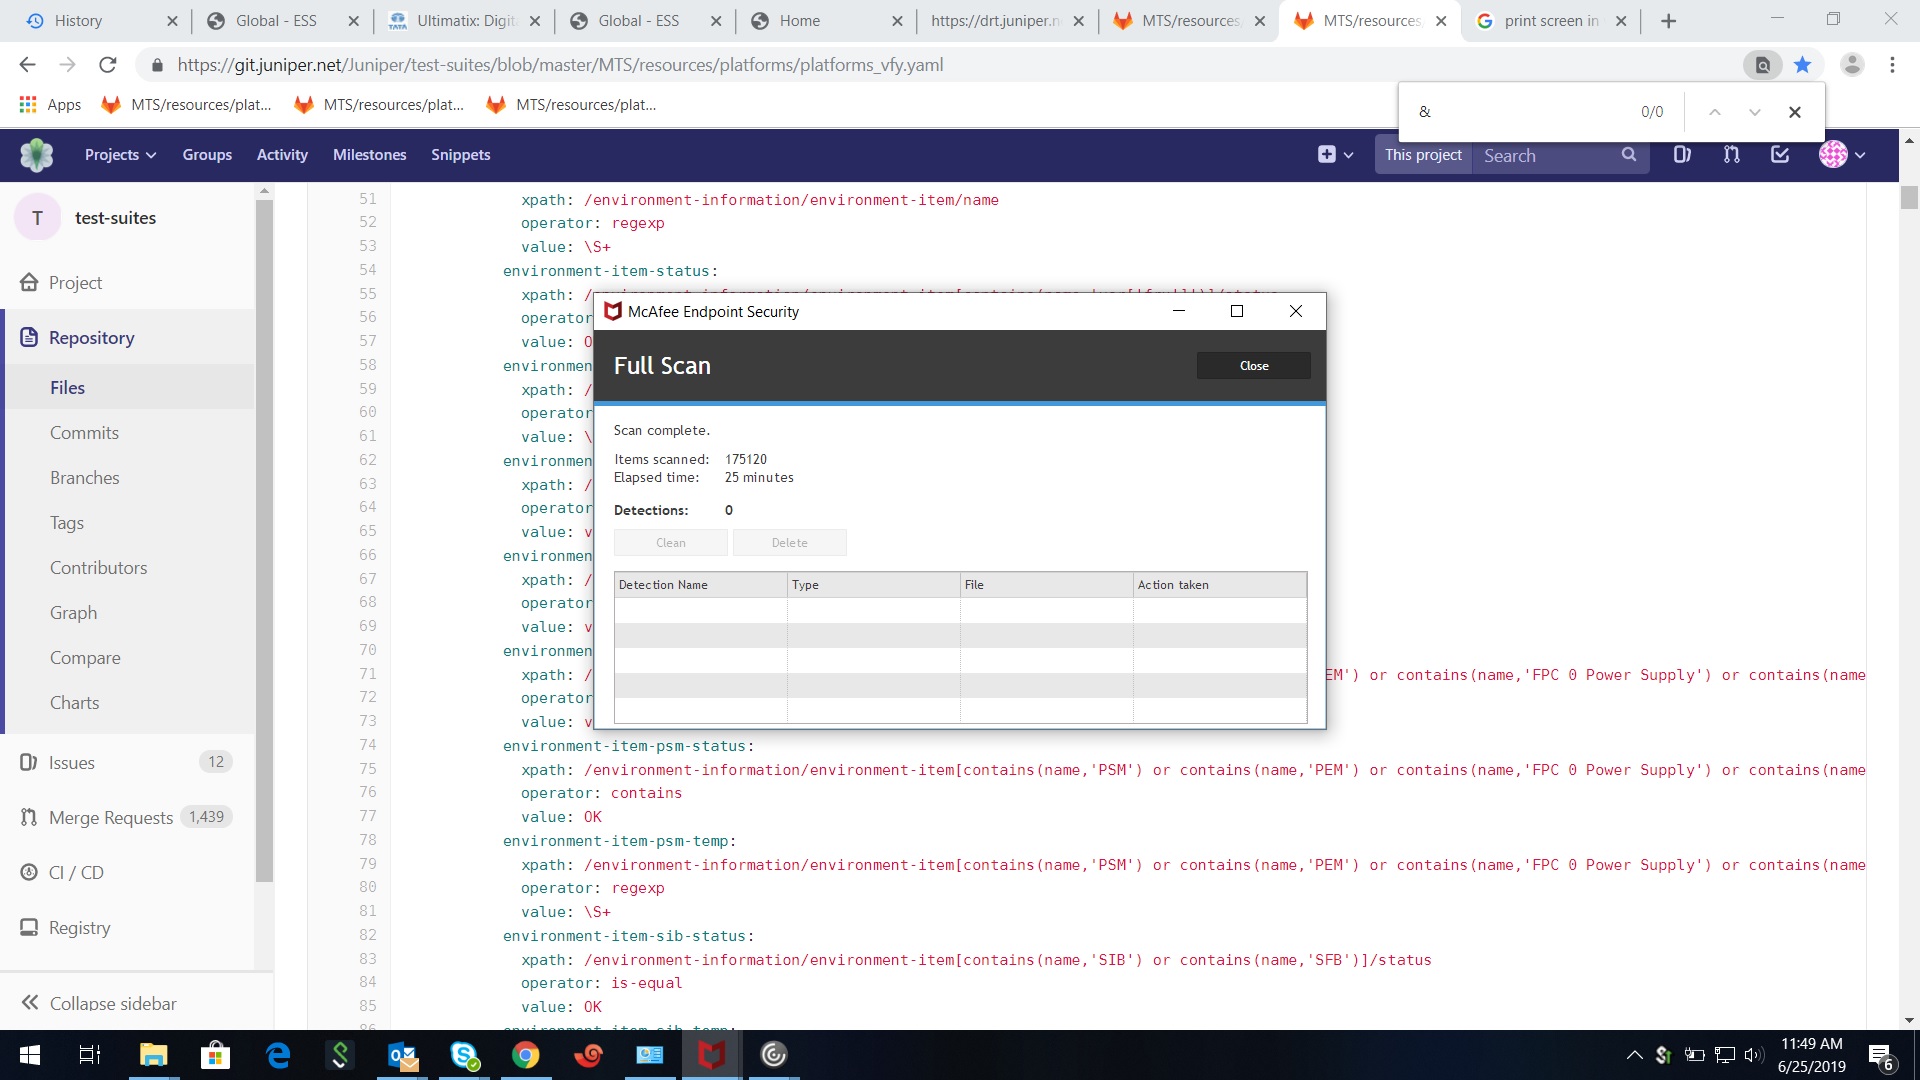 History
Global - ESS
Ultimatix: Digit
Global - ESS
Home
https://drt.juniper.n
MTS/resources
MTS/resources
print screen in
https://git.juniper.net/Juniper/test-suites/blob/master/MTS/resources/platforms/platforms_vfy.yaml
Apps
MTS/resources/plat...
MTS/resources/plat...
MTS/resources/plat...
&
0/0
Projects
Groups
Activity
Milestones
Snippets
This project
Search
T
test-suites
Project
Repository
Files
Commits
Branches
Tags
Contributors
Graph
Compare
Charts
Issues
12
Merge Requests
1,439
CI / CD
Registry
Collapse sidebar
51 xpath: /environment-information/environment-item/name
52 operator: regexp
53 value: \S+
54 environment-item-status:
55 xpath: /
56 operator
57 value: O
58 environmen
59 xpath: /
60 operator
61 value: \
62 environmen
63 xpath: /
64 operator
65 value: v
66 environmen
67 xpath: /
68 operator
69 value: v
70 environmen
71 xpath: / EM') or contains(name,'FPC 0 Power Supply') or contains(name
72 operator
73 value: v
74 environment-item-psm-status:
75 xpath: /environment-information/environment-item[contains(name,'PSM') or contains(name,'PEM') or contains(name,'FPC 0 Power Supply') or contains(name
76 operator: contains
77 value: OK
78 environment-item-psm-temp:
79 xpath: /environment-information/environment-item[contains(name,'PSM') or contains(name,'PEM') or contains(name,'FPC 0 Power Supply') or contains(name
80 operator: regexp
81 value: \S+
82 environment-item-sib-status:
83 xpath: /environment-information/environment-item[contains(name,'SIB') or contains(name,'SFB')]/status
84 operator: is-equal
85 value: OK
86 environment-item-sib-temp:
McAfee Endpoint Security
Full Scan
Close
Scan complete.
Items scanned: 175120
Elapsed time: 25 minutes
Detections: 0
Clean
Delete
Detection Name
Type
File
Action taken
11:49 AM
6/25/2019
6